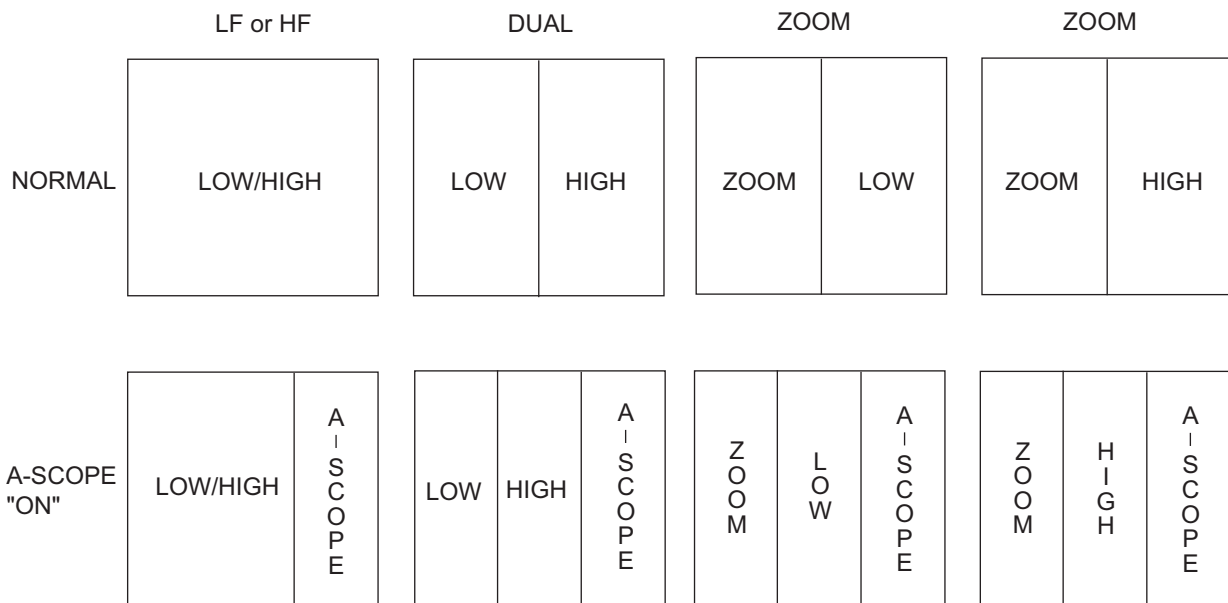 LF or HF
DUAL
ZOOM
ZOOM
NORMAL
LOW/HIGH
LOW
HIGH
ZOOM
LOW
ZOOM
HIGH
A-SCOPE
"ON"
LOW/HIGH
A-SCOPE
LOW
HIGH
A-SCOPE
ZOOM
LOW
A-SCOPE
ZOOM
HIGH
A-SCOPE